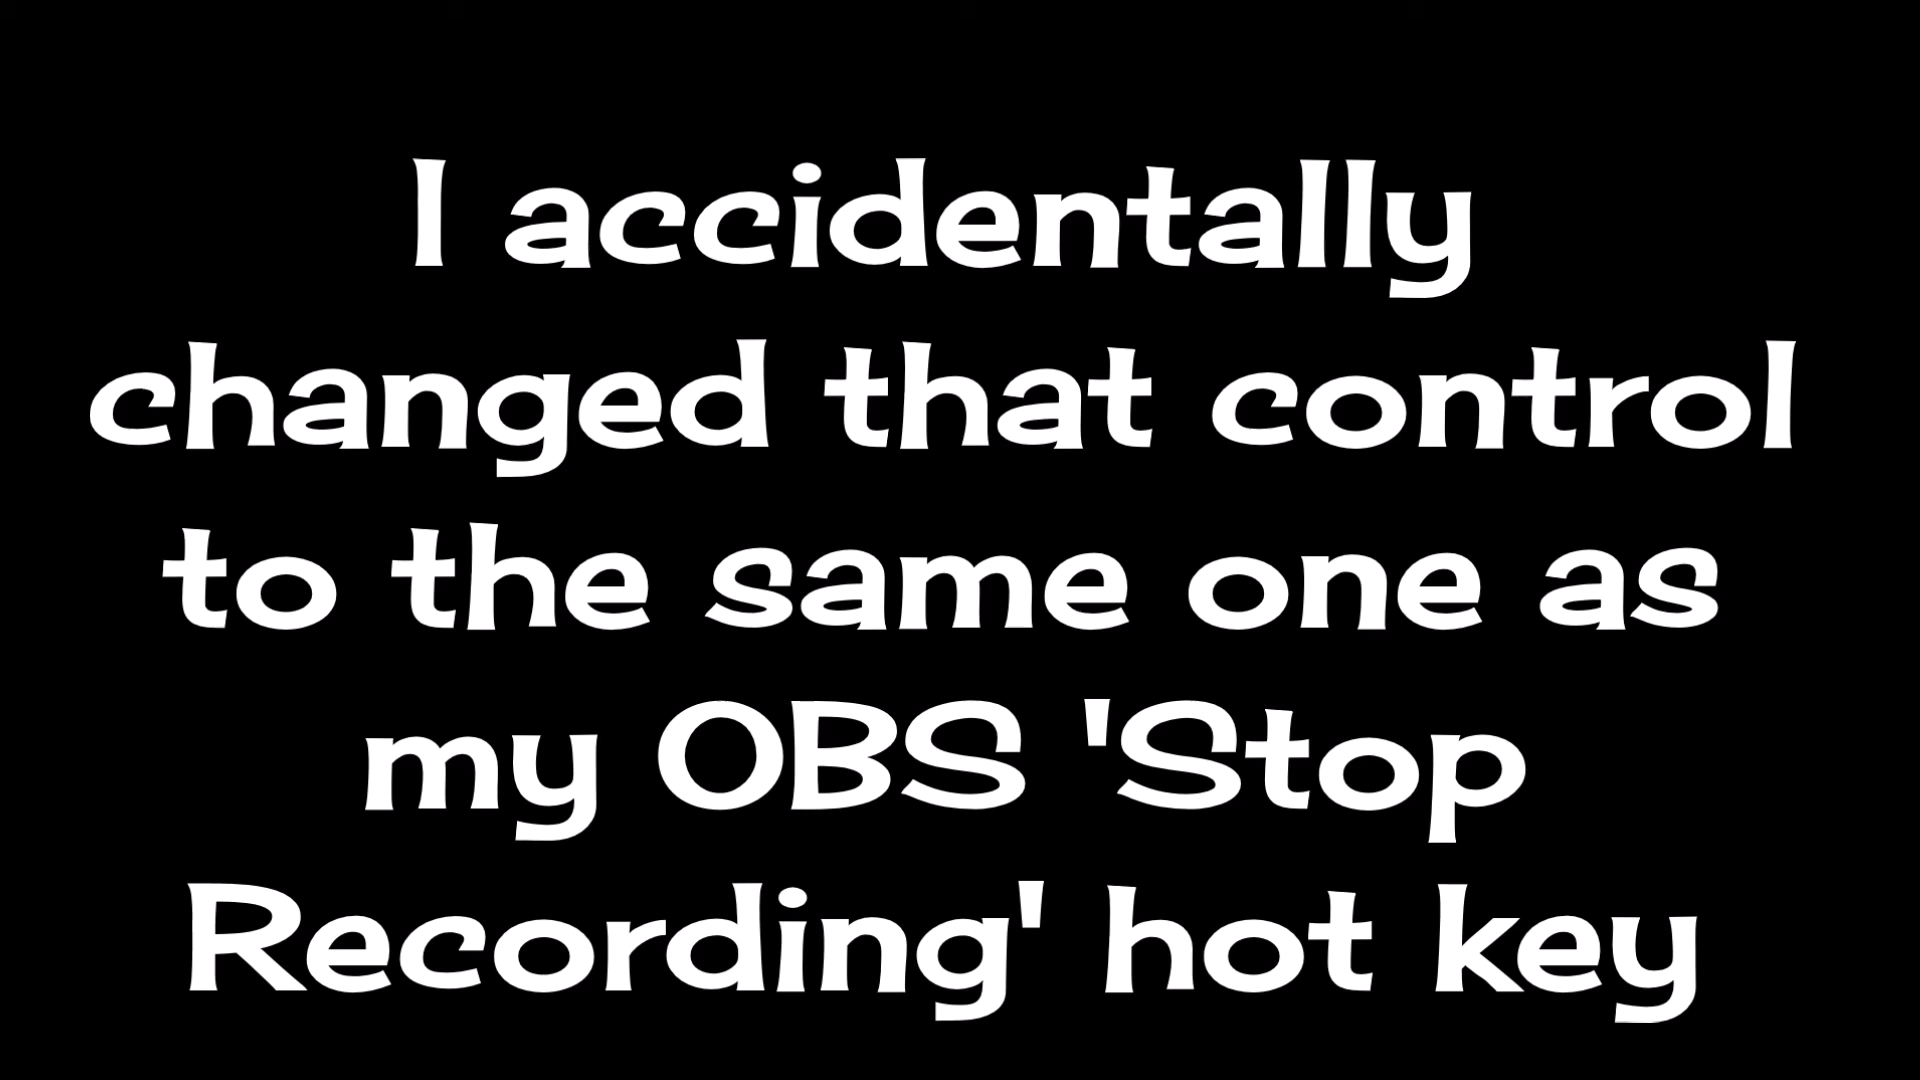 I accidentally
changed that control
to the same one as
my OBS 'Stop
Recording' hot key